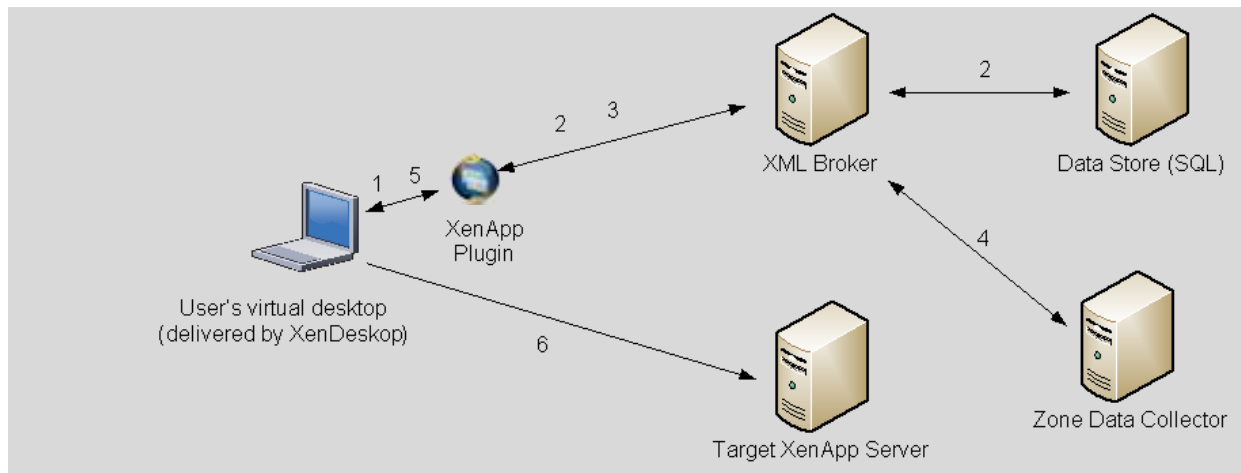 2
3
2
XML Broker
Data Store (SQL)
1
5
XenApp
Plugin
4
User's virtual desktop
(delivered by XenDeskop)
6
Target XenApp Server
Zone Data Collector